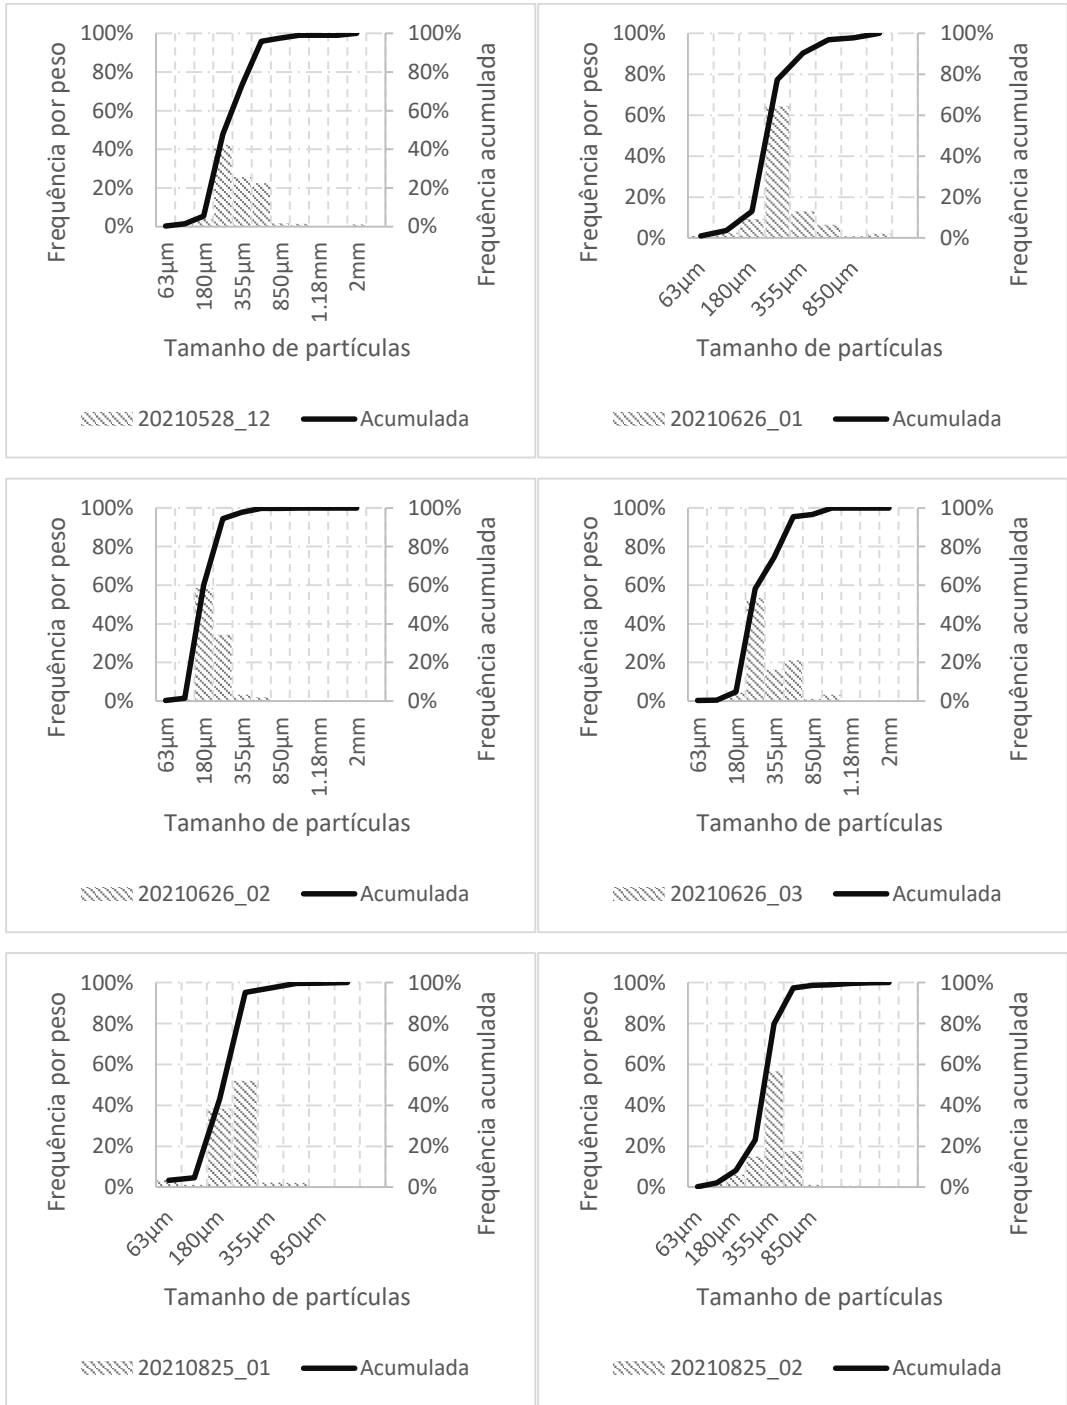 Frequência por peso
100%
80%
60%
40%
20%
0%
100%
80%
60%
40%
20%
0%
Frequência acumulada
63µm
180µm
355µm
850µm
1.18mm
2mm
Tamanho de partículas
20210528_12 Acumulada
Frequência por peso
100%
80%
60%
40%
20%
0%
100%
80%
60%
40%
20%
0%
Frequência acumulada
63µm
180µm
355µm
850µm
Tamanho de partículas
20210626_01 Acumulada
Frequência por peso
100%
80%
60%
40%
20%
0%
100%
80%
60%
40%
20%
0%
Frequência acumulada
63µm
180µm
355µm
850µm
1.18mm
2mm
Tamanho de partículas
20210626_02 Acumulada
Frequência por peso
100%
80%
60%
40%
20%
0%
100%
80%
60%
40%
20%
0%
Frequência acumulada
63µm
180µm
355µm
850µm
1.18mm
2mm
Tamanho de partículas
20210626_03 Acumulada
Frequência por peso
100%
80%
60%
40%
20%
0%
100%
80%
60%
40%
20%
0%
Frequência acumulada
63µm
180µm
355µm
850µm
Tamanho de partículas
20210825_01 Acumulada
Frequência por peso
100%
80%
60%
40%
20%
0%
100%
80%
60%
40%
20%
0%
Frequência acumulada
63µm
180µm
355µm
850µm
Tamanho de partículas
20210825_02 Acumulada